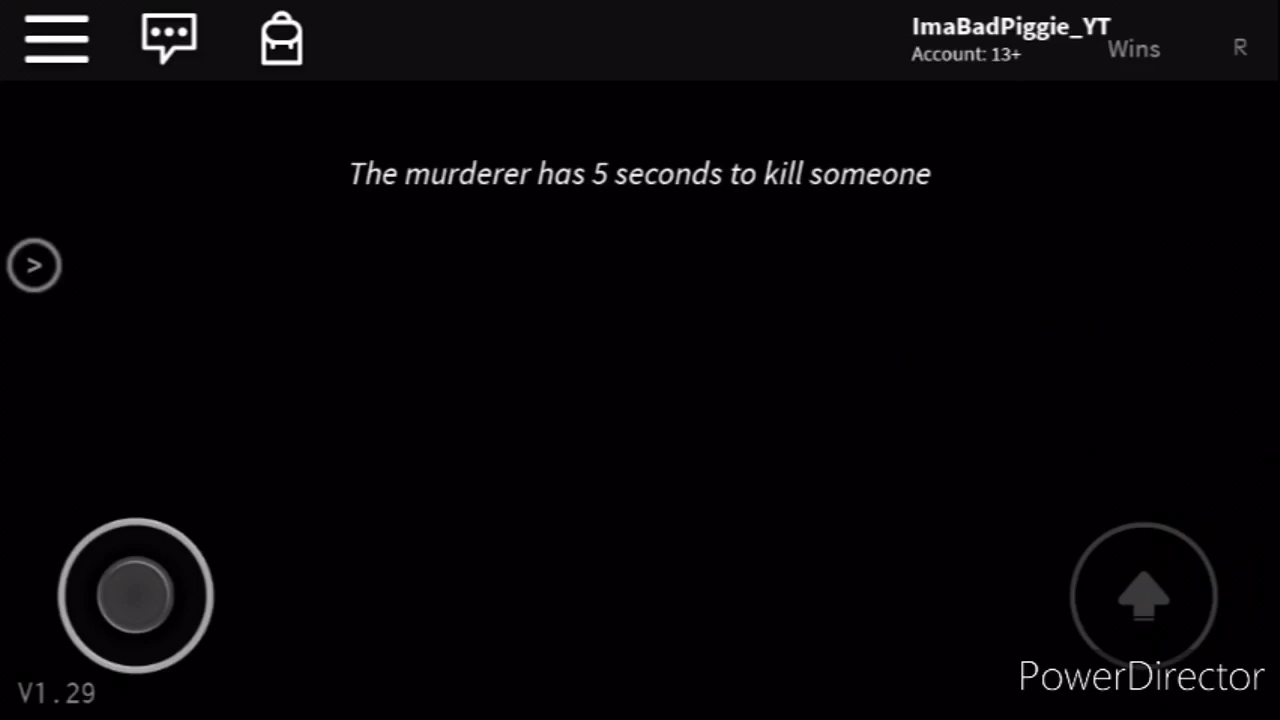 ImaBadPiggie_YT
Account: 13+
Wins
R
The murderer has 5 seconds to kill someone
>
V1.29
PowerDirector